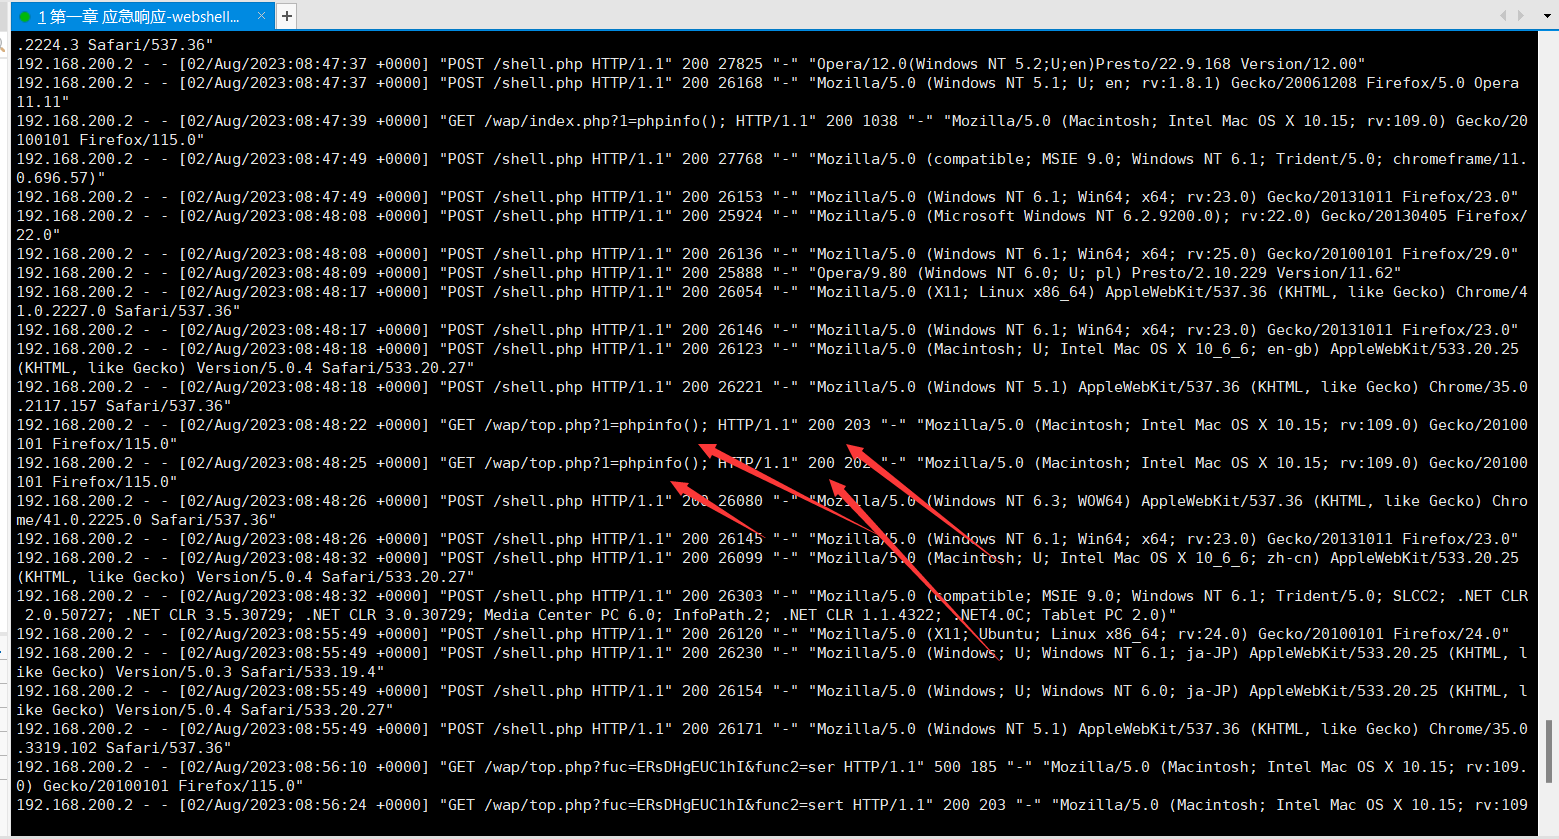 1 第一章 应急响应-webshell... × +
.2224.3 Safari/537.36"
192.168.200.2 - - [02/Aug/2023:08:47:37 +0000] "POST /shell.php HTTP/1.1" 200 27825 "-" "Opera/12.0(Windows NT 5.2;U;en)Presto/22.9.168 Version/12.00"
192.168.200.2 - - [02/Aug/2023:08:47:37 +0000] "POST /shell.php HTTP/1.1" 200 26168 "-" "Mozilla/5.0 (Windows NT 5.1; U; en; rv:1.8.1) Gecko/20061208 Firefox/5.0 Opera
11.11"
192.168.200.2 - - [02/Aug/2023:08:47:39 +0000] "GET /wap/index.php?1=phpinfo(); HTTP/1.1" 200 1038 "-" "Mozilla/5.0 (Macintosh; Intel Mac OS X 10.15; rv:109.0) Gecko/20
100101 Firefox/115.0"
192.168.200.2 - - [02/Aug/2023:08:47:49 +0000] "POST /shell.php HTTP/1.1" 200 27768 "-" "Mozilla/5.0 (compatible; MSIE 9.0; Windows NT 6.1; Trident/5.0; chromeframe/11.
0.696.57)"
192.168.200.2 - - [02/Aug/2023:08:47:49 +0000] "POST /shell.php HTTP/1.1" 200 26153 "-" "Mozilla/5.0 (Windows NT 6.1; Win64; x64; rv:23.0) Gecko/20131011 Firefox/23.0"
192.168.200.2 - - [02/Aug/2023:08:48:08 +0000] "POST /shell.php HTTP/1.1" 200 25924 "-" "Mozilla/5.0 (Microsoft Windows NT 6.2.9200.0); rv:22.0) Gecko/20130405 Firefox/
22.0"
192.168.200.2 - - [02/Aug/2023:08:48:08 +0000] "POST /shell.php HTTP/1.1" 200 26136 "-" "Mozilla/5.0 (Windows NT 6.1; Win64; x64; rv:25.0) Gecko/20100101 Firefox/29.0"
192.168.200.2 - - [02/Aug/2023:08:48:09 +0000] "POST /shell.php HTTP/1.1" 200 25888 "-" "Opera/9.80 (Windows NT 6.0; U; pl) Presto/2.10.229 Version/11.62"
192.168.200.2 - - [02/Aug/2023:08:48:17 +0000] "POST /shell.php HTTP/1.1" 200 26054 "-" "Mozilla/5.0 (X11; Linux x86_64) AppleWebKit/537.36 (KHTML, like Gecko) Chrome/4
1.0.2227.0 Safari/537.36"
192.168.200.2 - - [02/Aug/2023:08:48:17 +0000] "POST /shell.php HTTP/1.1" 200 26146 "-" "Mozilla/5.0 (Windows NT 6.1; Win64; x64; rv:23.0) Gecko/20131011 Firefox/23.0"
192.168.200.2 - - [02/Aug/2023:08:48:18 +0000] "POST /shell.php HTTP/1.1" 200 26123 "-" "Mozilla/5.0 (Macintosh; U; Intel Mac OS X 10_6_6; en-gb) AppleWebKit/533.20.25
(KHTML, like Gecko) Version/5.0.4 Safari/533.20.27"
192.168.200.2 - - [02/Aug/2023:08:48:18 +0000] "POST /shell.php HTTP/1.1" 200 26221 "-" "Mozilla/5.0 (Windows NT 5.1) AppleWebKit/537.36 (KHTML, like Gecko) Chrome/35.0
.2117.157 Safari/537.36"
192.168.200.2 - - [02/Aug/2023:08:48:22 +0000] "GET /wap/top.php?1=phpinfo(); HTTP/1.1" 200 203 "-" "Mozilla/5.0 (Macintosh; Intel Mac OS X 10.15; rv:109.0) Gecko/20100
101 Firefox/115.0"
192.168.200.2 - - [02/Aug/2023:08:48:25 +0000] "GET /wap/top.php?1=phpinfo(); HTTP/1.1" 200 202 "-" "Mozilla/5.0 (Macintosh; Intel Mac OS X 10.15; rv:109.0) Gecko/20100
101 Firefox/115.0"
192.168.200.2 - - [02/Aug/2023:08:48:26 +0000] "POST /shell.php HTTP/1.1" 200 26080 "-" "Mozilla/5.0 (Windows NT 6.3; WOW64) AppleWebKit/537.36 (KHTML, like Gecko) Chro
me/41.0.2225.0 Safari/537.36"
192.168.200.2 - - [02/Aug/2023:08:48:26 +0000] "POST /shell.php HTTP/1.1" 200 26145 "-" "Mozilla/5.0 (Windows NT 6.1; Win64; x64; rv:23.0) Gecko/20131011 Firefox/23.0"
192.168.200.2 - - [02/Aug/2023:08:48:32 +0000] "POST /shell.php HTTP/1.1" 200 26099 "-" "Mozilla/5.0 (Macintosh; U; Intel Mac OS X 10_6_6; zh-cn) AppleWebKit/533.20.25
(KHTML, like Gecko) Version/5.0.4 Safari/533.20.27"
192.168.200.2 - - [02/Aug/2023:08:48:32 +0000] "POST /shell.php HTTP/1.1" 200 26303 "-" "Mozilla/5.0 (compatible; MSIE 9.0; Windows NT 6.1; Trident/5.0; SLCC2; .NET CLR
2.0.50727; .NET CLR 3.5.30729; .NET CLR 3.0.30729; Media Center PC 6.0; InfoPath.2; .NET CLR 1.1.4322; .NET4.0C; Tablet PC 2.0)"
192.168.200.2 - - [02/Aug/2023:08:55:49 +0000] "POST /shell.php HTTP/1.1" 200 26120 "-" "Mozilla/5.0 (X11; Ubuntu; Linux x86_64; rv:24.0) Gecko/20100101 Firefox/24.0"
192.168.200.2 - - [02/Aug/2023:08:55:49 +0000] "POST /shell.php HTTP/1.1" 200 26230 "-" "Mozilla/5.0 (Windows; U; Windows NT 6.1; ja-JP) AppleWebKit/533.20.25 (KHTML, l
ike Gecko) Version/5.0.3 Safari/533.19.4"
192.168.200.2 - - [02/Aug/2023:08:55:49 +0000] "POST /shell.php HTTP/1.1" 200 26154 "-" "Mozilla/5.0 (Windows; U; Windows NT 6.0; ja-JP) AppleWebKit/533.20.25 (KHTML, l
ike Gecko) Version/5.0.4 Safari/533.20.27"
192.168.200.2 - - [02/Aug/2023:08:55:49 +0000] "POST /shell.php HTTP/1.1" 200 26171 "-" "Mozilla/5.0 (Windows NT 5.1) AppleWebKit/537.36 (KHTML, like Gecko) Chrome/35.0
.3319.102 Safari/537.36"
192.168.200.2 - - [02/Aug/2023:08:56:10 +0000] "GET /wap/top.php?fuc=ERsDHgEUC1hI&func2=ser HTTP/1.1" 500 185 "-" "Mozilla/5.0 (Macintosh; Intel Mac OS X 10.15; rv:109.
0) Gecko/20100101 Firefox/115.0"
192.168.200.2 - - [02/Aug/2023:08:56:24 +0000] "GET /wap/top.php?fuc=ERsDHgEUC1hI&func2=sert HTTP/1.1" 200 203 "-" "Mozilla/5.0 (Macintosh; Intel Mac OS X 10.15; rv:109